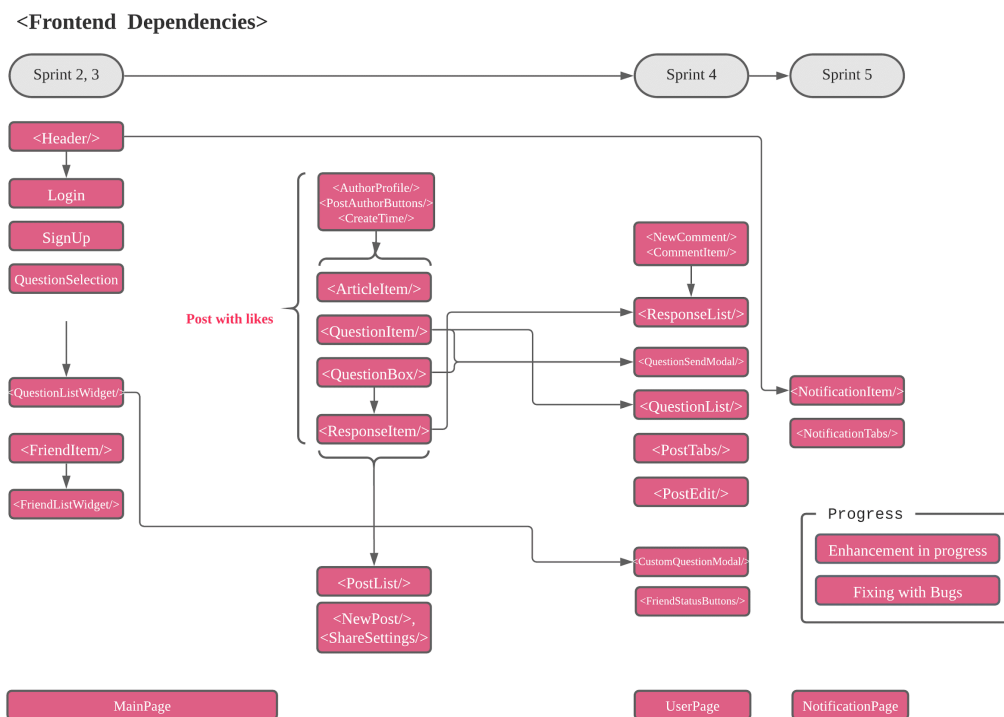 <Frontend Dependencies>
Sprint 2, 3
Sprint 4
Sprint 5
<Header/>
Login
SignUp
QuestionSelection
<QuestionListWidget/>
<FriendItem/>
<FriendListWidget/>
Post with likes
<AuthorProfile/>
<PostAuthorButtons/>
<CreateTime/>
<ArticleItem/>
<QuestionItem/>
<QuestionBox/>
<ResponseItem/>
<PostList/>
<NewPost/>,
<ShareSettings/>
<NewComment/>
<CommentItem/>
<ResponseList/>
<QuestionSendModal/>
<QuestionList/>
<PostTabs/>
<PostEdit/>
<CustomQuestionModal/>
<FriendStatusButtons/>
<NotificationItem/>
<NotificationTabs/>
Progress
Enhancement in progress
Fixing with Bugs
MainPage
UserPage
NotificationPage